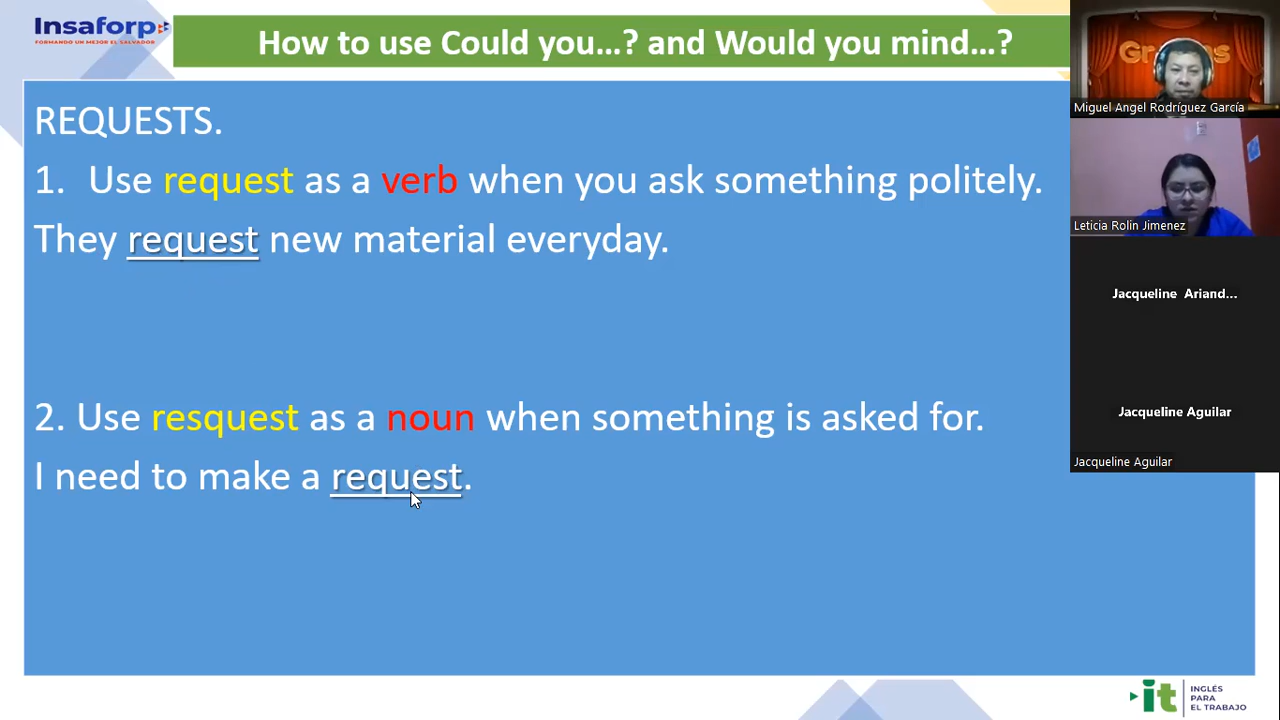 Insaforp
FORMANDO UN MEJOR EL SALVADOR
How to use Could you...? and Would you mind...?
REQUESTS.
1. Use request as a verb when you ask something politely.
They request new material everyday.
2. Use resquest as a noun when something is asked for.
I need to make a request.
Miguel Angel Rodríguez García
Leticia Rolin Jimenez
Jacqueline Ariand...
Jacqueline Aguilar
Jacqueline Aguilar
it
INGLÉS
PARA
EL TRABAJO